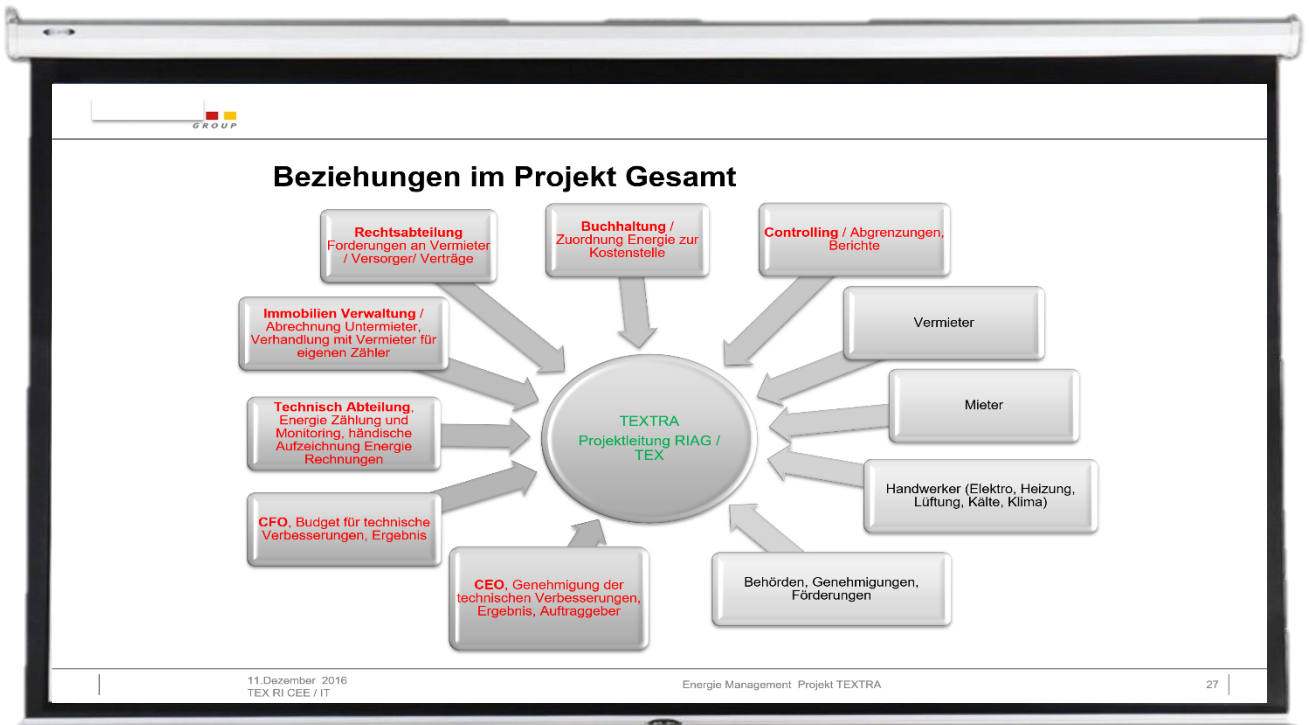 GROUP
Beziehungen im Projekt Gesamt
Rechtsabteilung
Forderungen an Vermieter
/ Versorger/ Verträge
Buchhaltung /
Zuordnung Energie zur
Kostenstelle
Controlling / Abgrenzungen,
Berichte
Immobilien Verwaltung /
Abrechnung Untermieter,
Verhandlung mit Vermieter für
eigenen Zähler
Vermieter
Technisch Abteilung,
Energie Zählung und
Monitoring, händische
Aufzeichnung Energie
Rechnungen
Mieter
TEXTRA
Projektleitung RIAG /
TEX
CFO, Budget für technische
Verbesserungen, Ergebnis
Handwerker (Elektro, Heizung,
Lüftung, Kälte, Klima)
CEO, Genehmigung der
technischen Verbesserungen,
Ergebnis, Auftraggeber
Behörden, Genehmigungen,
Förderungen
11.Dezember 2016
TEX RI CEE / IT
Energie Management Projekt TEXTRA
27